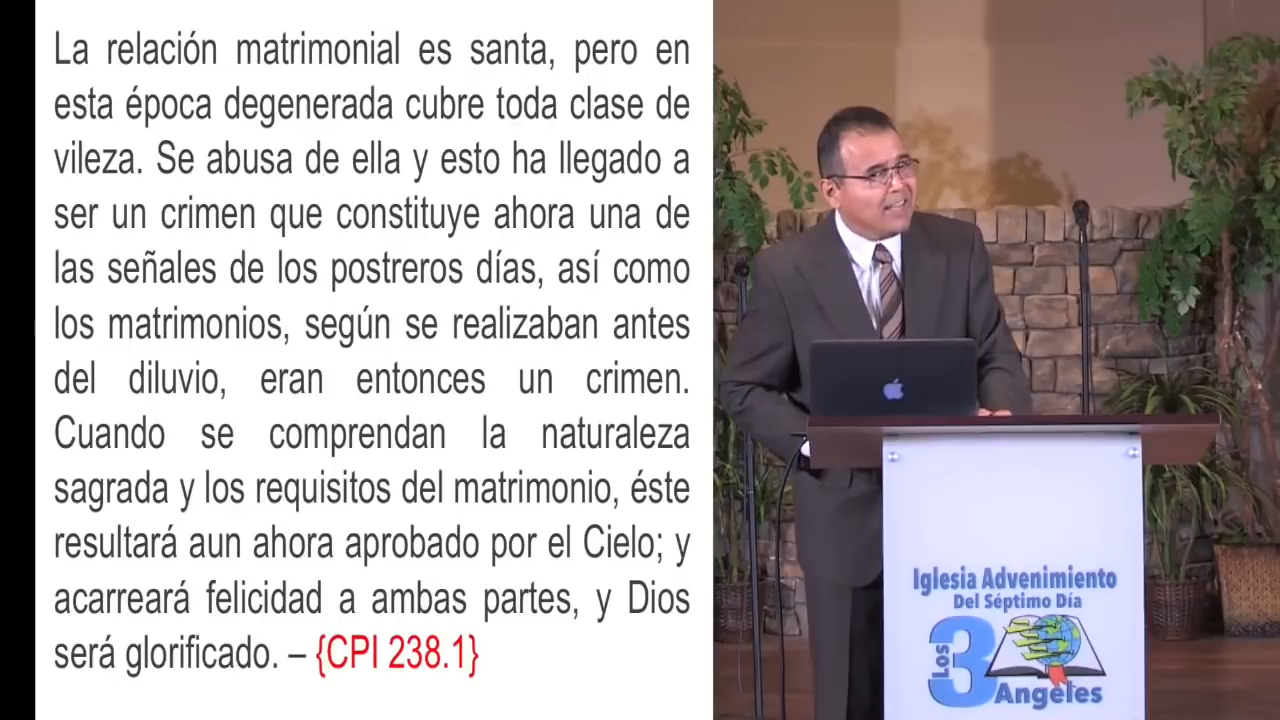 La relación matrimonial es santa, pero en
esta época degenerada cubre toda clase de
vileza. Se abusa de ella y esto ha llegado a
ser un crimen que constituye ahora una de
las señales de los postreros días, así como
los matrimonios, según se realizaban antes
del diluvio, eran entonces un crimen.
Cuando se comprendan la naturaleza
sagrada y los requisitos del matrimonio, éste
resultará aun ahora aprobado por el Cielo; y
acarreará felicidad a ambas partes, y Dios
será glorificado. – {CPI 238.1}
Iglesia Advenimiento
Del Séptimo Día
Los 3
Angeles